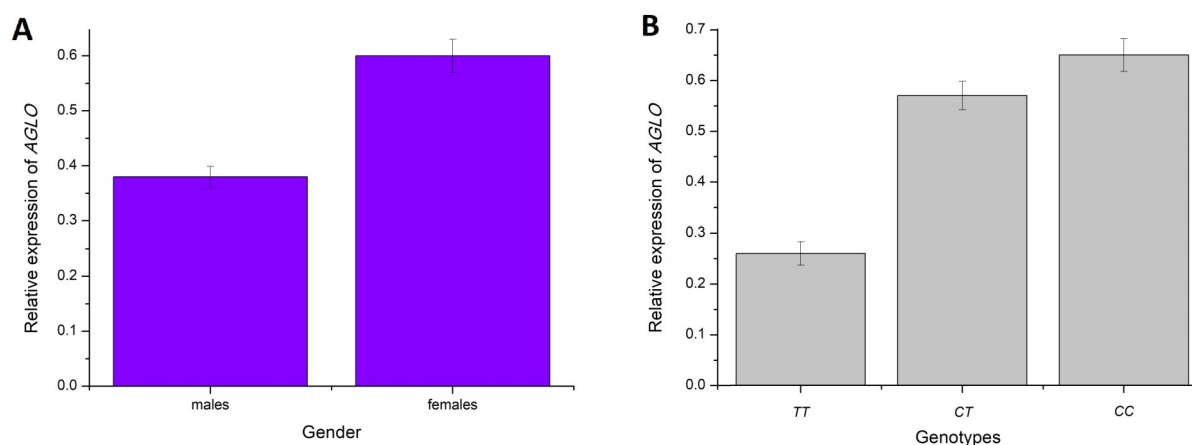 A
Relative expression of AGLO
0.6
0.5
0.4
0.3
0.2
0.1
0.0
males
females
Gender
B
Relative expression of AGLO
0.7
0.6
0.5
0.4
0.3
0.2
0.1
0.0
TT
CT
CC
Genotypes